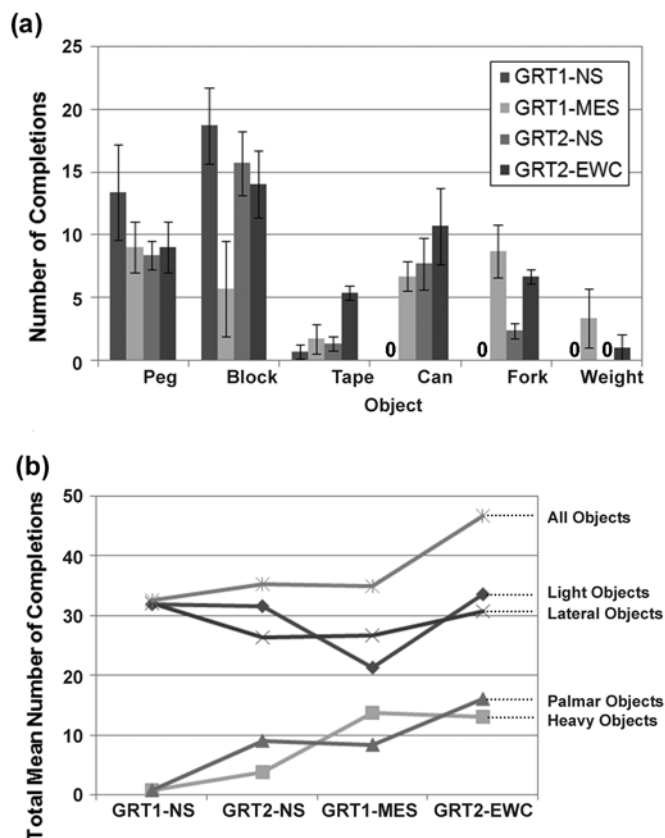 (a)
25
20
15
10
5
0
Number of Completions
GRT1-NS
GRT1-MES
GRT2-NS
GRT2-EWC
0 0 0 0
Peg Block Tape Can Fork Weight
Object
(b)
50
40
30
20
10
0
Total Mean Number of Completions
All Objects
Light Objects
Lateral Objects
Palmar Objects
Heavy Objects
GRT1-NS GRT2-NS GRT1-MES GRT2-EWC